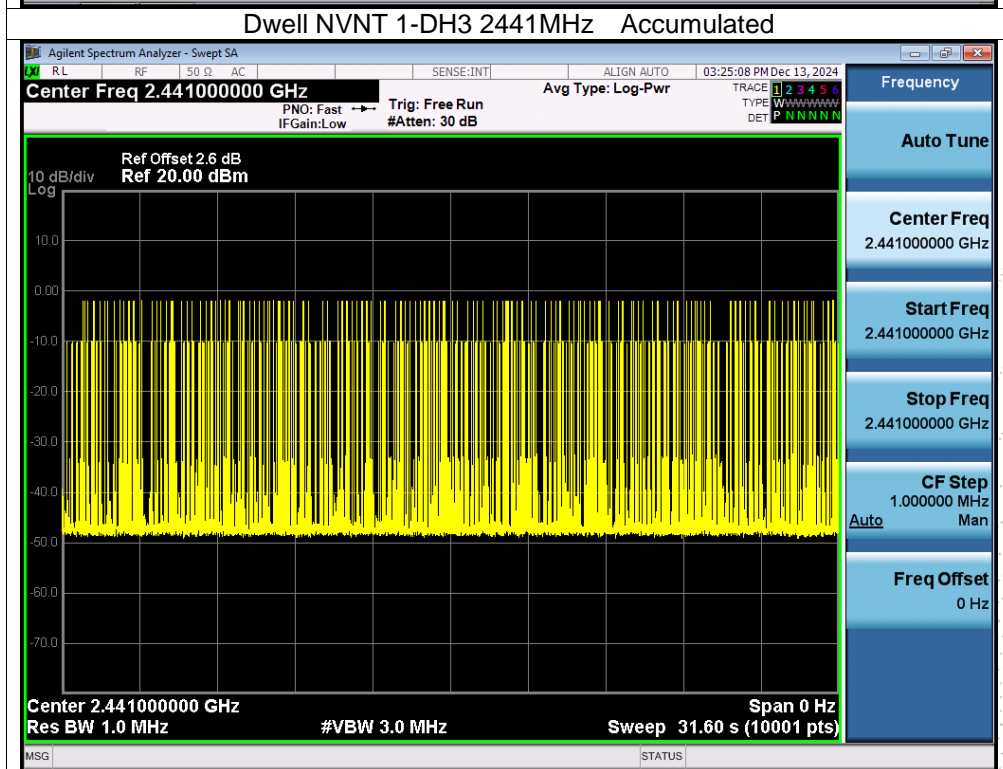 Dwell NVNT 1-DH3 2441MHz Accumulated
Agilent Spectrum Analyzer - Swept SA
LXI RL RF 50 Ω AC SENSE:INT ALIGN AUTO 03:25:08 PM Dec 13, 2024
Center Freq 2.441000000 GHz
PNO: Fast
IFGain:Low
Trig: Free Run
#Atten: 30 dB
Avg Type: Log-Pwr
TRACE 1 2 3 4 5 6
TYPE WWWWWWW
DET P N N N N N
Ref Offset 2.6 dB
10 dB/div Ref 20.00 dBm
Log
10.0
0.00
-10.0
-20.0
-30.0
-40.0
-50.0
-60.0
-70.0
Center 2.441000000 GHz Span 0 Hz
Res BW 1.0 MHz #VBW 3.0 MHz Sweep 31.60 s (10001 pts)
MSG STATUS
Frequency
Auto Tune
Center Freq
2.441000000 GHz
Start Freq
2.441000000 GHz
Stop Freq
2.441000000 GHz
CF Step
1.000000 MHz
Auto Man
Freq Offset
0 Hz